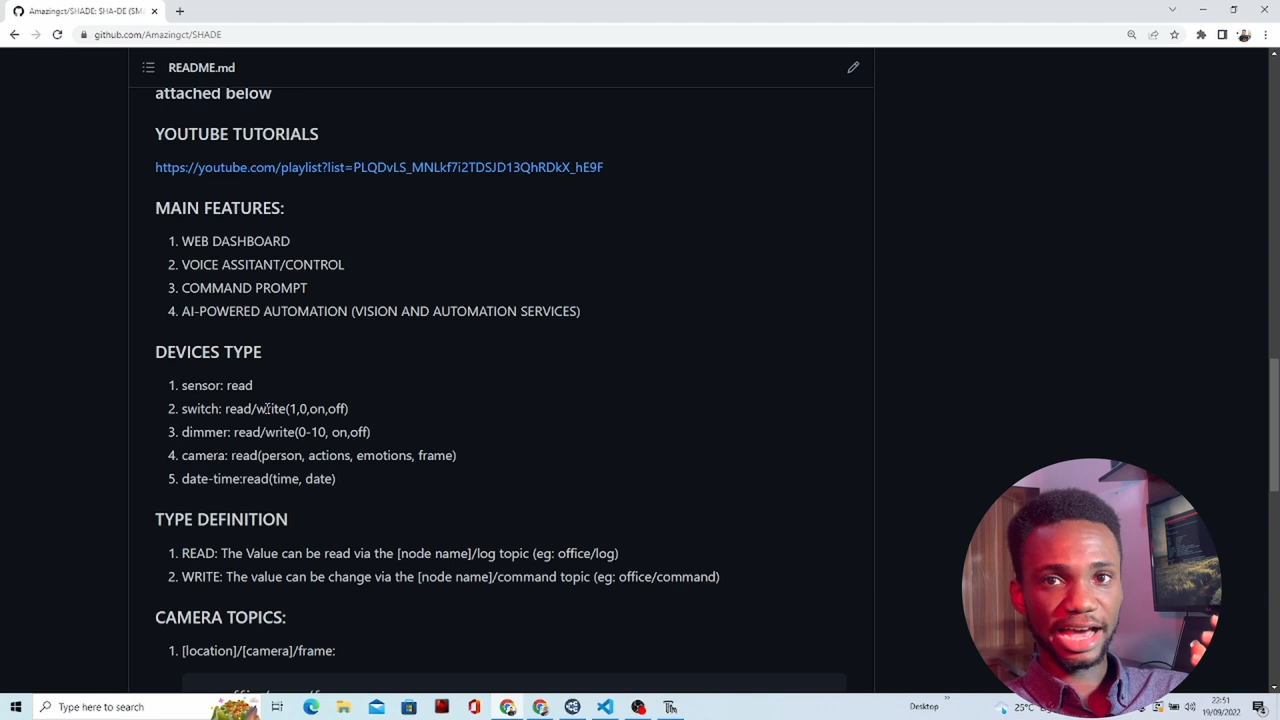 Amazingct/SHADE: SHA-DE (SMA
github.com/Amazingct/SHADE
README.md
attached below
YOUTUBE TUTORIALS
https://youtube.com/playlist?list=PLQDvLS_MNLkf7i2TDSJD13QhRDkX_hE9F
MAIN FEATURES:
1. WEB DASHBOARD
2. VOICE ASSITANT/CONTROL
3. COMMAND PROMPT
4. AI-POWERED AUTOMATION (VISION AND AUTOMATION SERVICES)
DEVICES TYPE
1. sensor: read
2. switch: read/write(1,0,on,off)
3. dimmer: read/write(0-10, on,off)
4. camera: read(person, actions, emotions, frame)
5. date-time:read(time, date)
TYPE DEFINITION
1. READ: The Value can be read via the [node name]/log topic (eg: office/log)
2. WRITE: The value can be change via the [node name]/command topic (eg: office/command)
CAMERA TOPICS:
1. [location]/[camera]/frame:
Type here to search
Desktop
25°C
22:51
19/09/2022